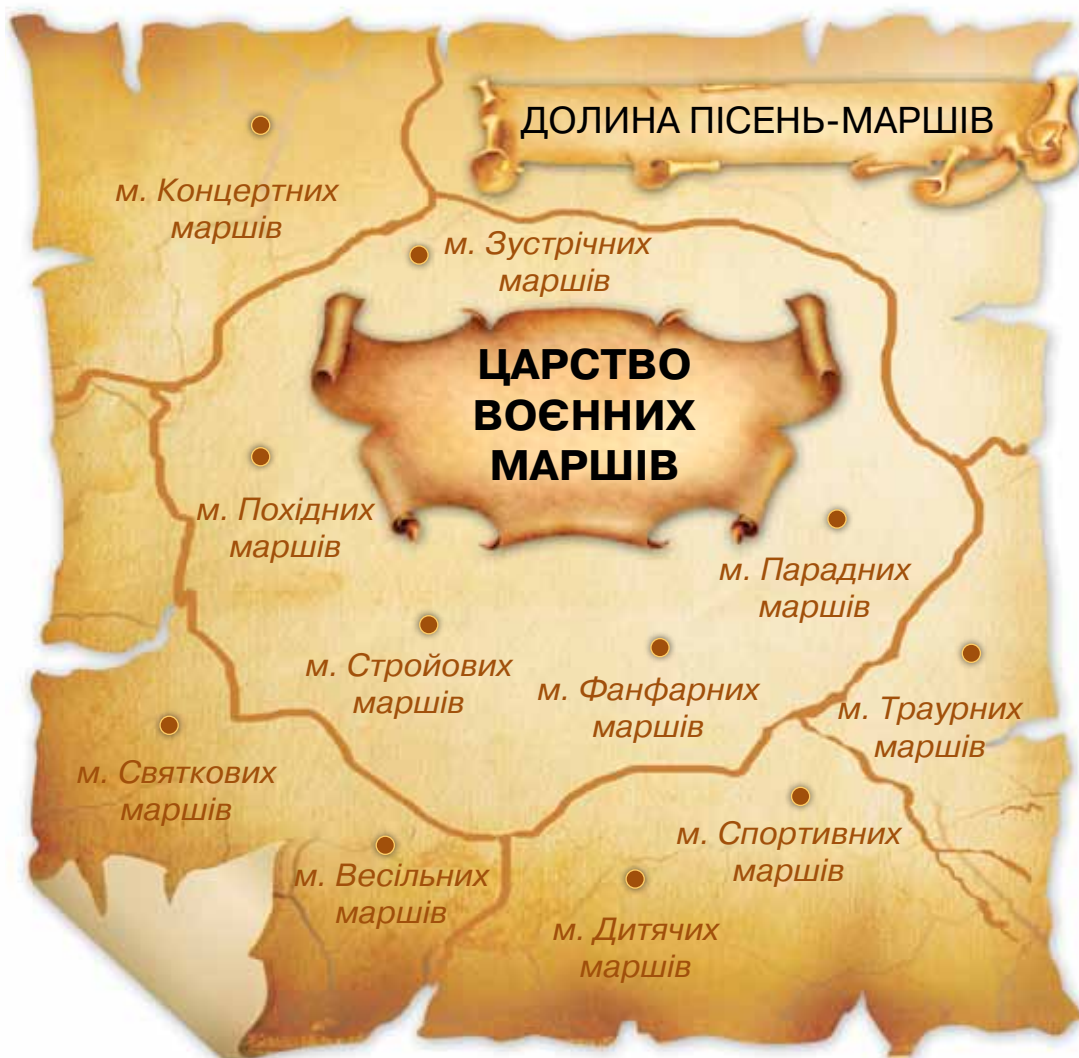 ДОЛИНА ПІСЕНЬ-МАРШІВ
м. Концертних
маршів
м. Зустрічних
маршів
ЦАРСТВО
ВОЄННИХ
МАРШІВ
м. Похідних
маршів
м. Парадних
маршів
м. Стройових
маршів
м. Фанфарних
маршів
м. Траурних
маршів
м. Святкових
маршів
м. Спортивних
маршів
м. Весільних
маршів
м. Дитячих
маршів